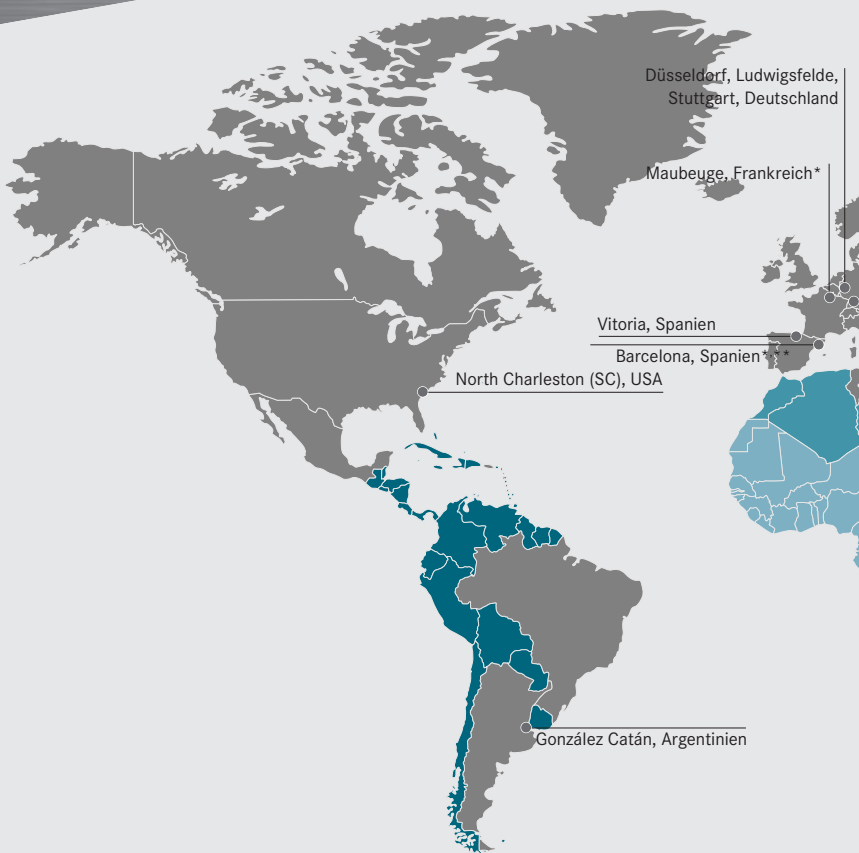 Düsseldorf, Ludwigsfelde,
Stuttgart, Deutschland
Maubeuge, Frankreich*
Vitoria, Spanien
Barcelona, Spanien***
North Charleston (SC), USA
González Catán, Argentinien